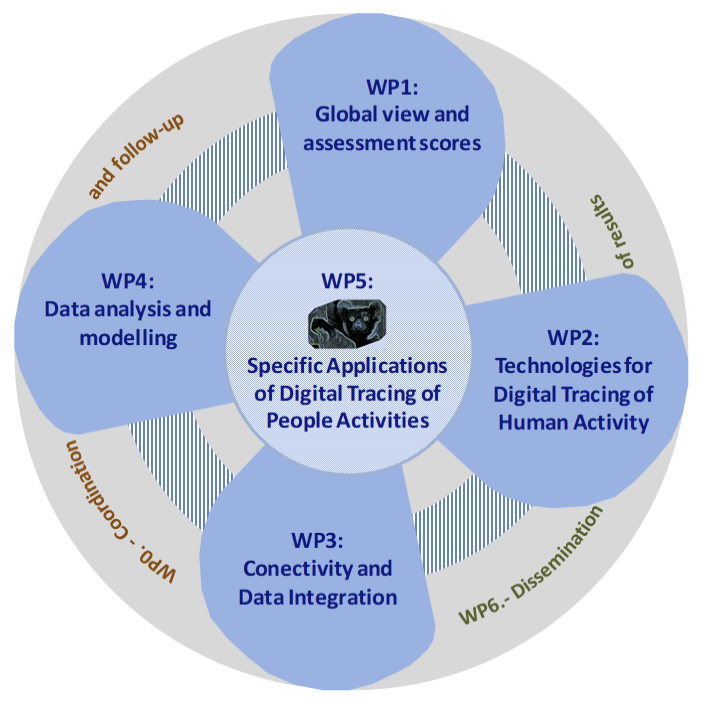 WP1:
Global view and
assessment scores
and follow-up
of results
WP4:
Data analysis and
modelling
WP5:
Specific Applications
of Digital Tracing of
People Activities
WP2:
Technologies for
Digital Tracing of
Human Activity
WP0.- Coordination
WP3:
Conectivity and
Data Integration
WP6.- Dissemination